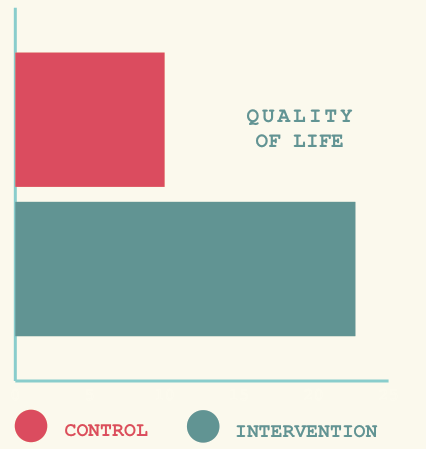 QUALITY
OF LIFE
CONTROL
INTERVENTION